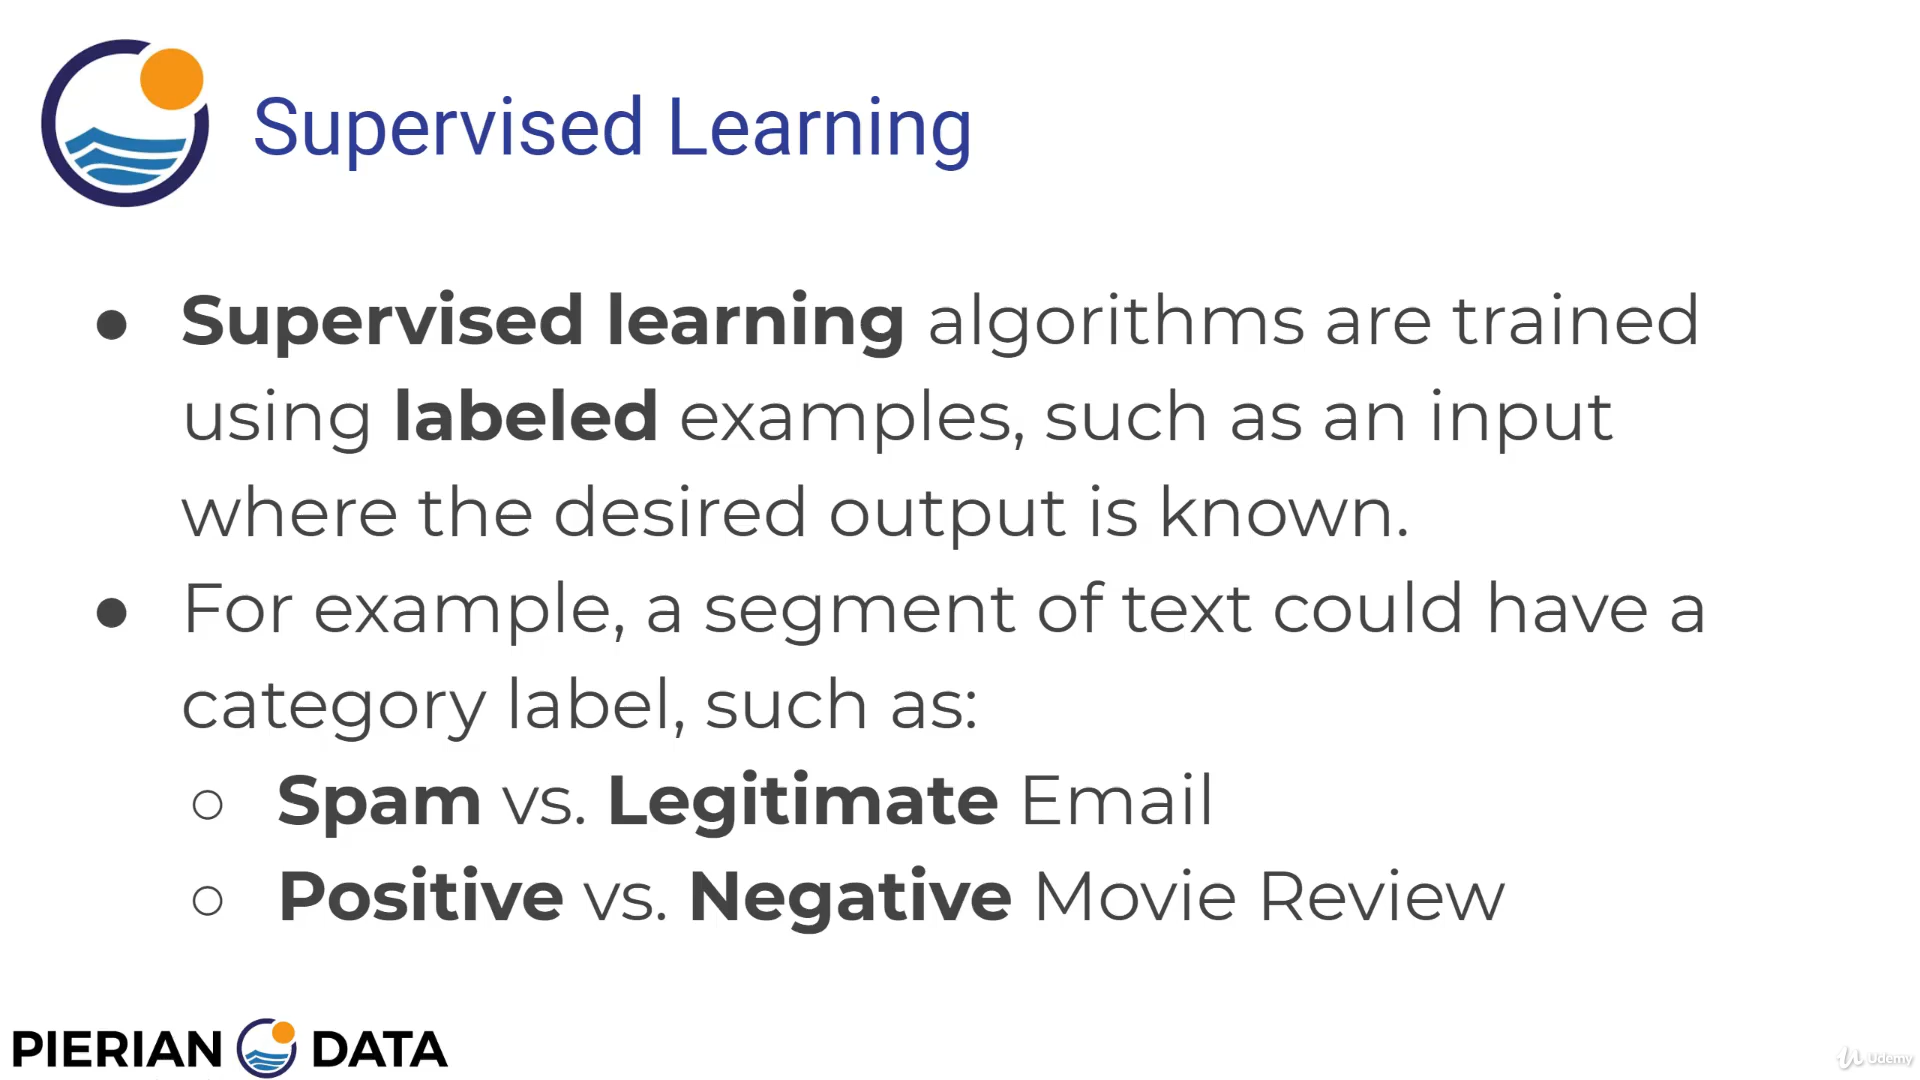 Supervised Learning
● Supervised learning algorithms are trained
using labeled examples, such as an input
where the desired output is known.
● For example, a segment of text could have a
category label, such as:
○ Spam vs. Legitimate Email
○ Positive vs. Negative Movie Review
PIERIAN DATA
Udemy